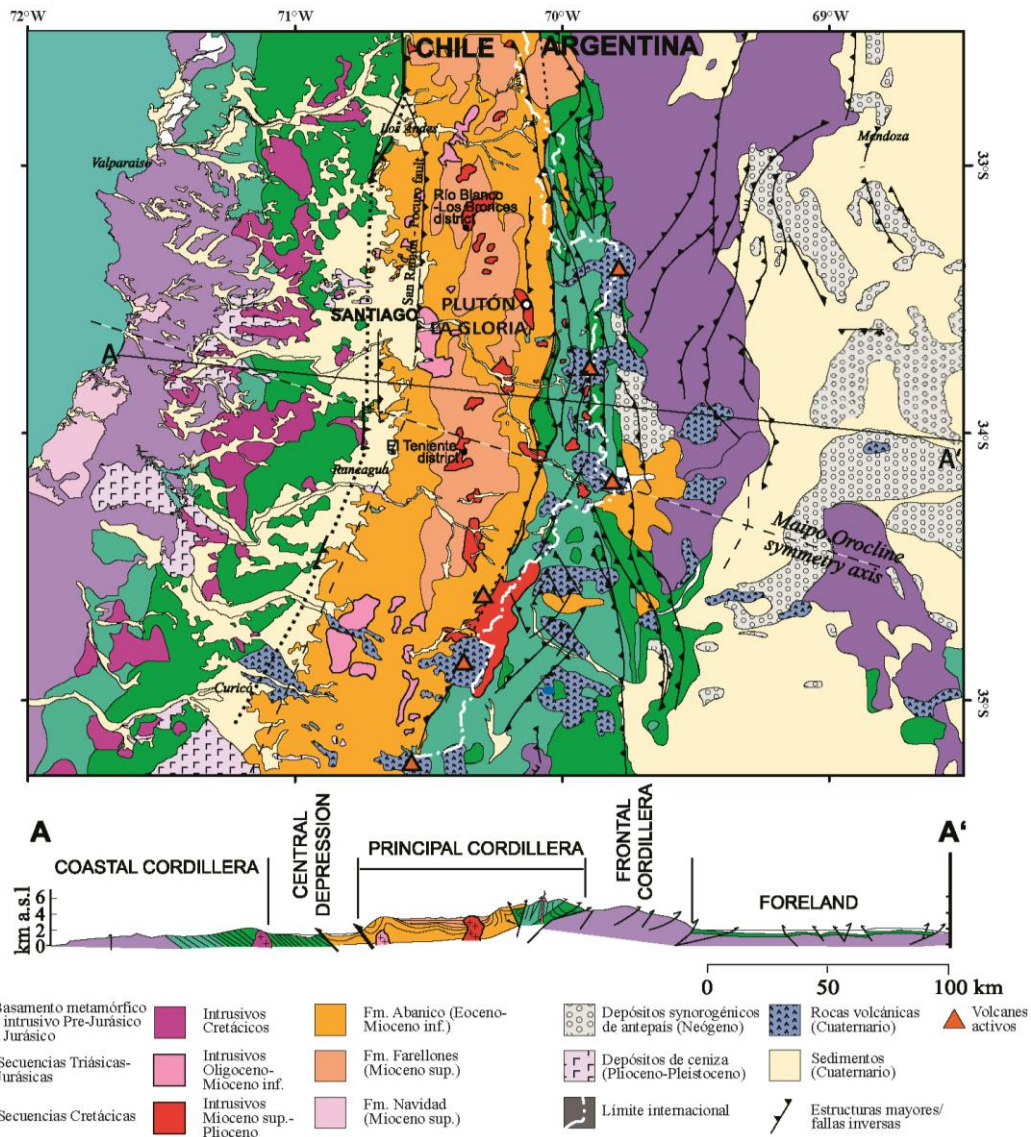 72°W 71°W 70°W 69°W
CHILE ARGENTINA
Los Andes
Mendoza
Valparaiso
33°S
Río Blanco
-Los Bronces
district
San Ramón - Pocuro fault
PLUTÓN
LA GLORIA
SANTIAGO
A
34°S
El Teniente
district
A'
Rancagua
Maipo Orocline
symmetry axis
Curicó
35°S
A A'
COASTAL CORDILLERA
CENTRAL
DEPRESSION
PRINCIPAL CORDILLERA
FRONTAL
CORDILLERA
FORELAND
km a.s.l
6
4
2
0
0 50 100 km
Basamento metamórfico
intrusivo Pre-Jurásico
Jurásico
Secuencias Triásicas-
Jurásicas
Secuencias Cretácicas
Intrusivos
Cretácicos
Intrusivos
Oligoceno-
Mioceno inf.
Intrusivos
Mioceno sup.-
Plioceno
Fm. Abanico (Eoceno-
Mioceno inf.)
Fm. Farellones
(Mioceno sup.)
Fm. Navidad
(Mioceno sup.)
Depósitos synorogénicos
de antepaís (Neógeno)
Depósitos de ceniza
(Plioceno-Pleistoceno)
Límite internacional
Rocas volcánicas
(Cuaternario)
Sedimentos
(Cuaternario)
Estructuras mayores/
fallas inversas
Volcanes
activos